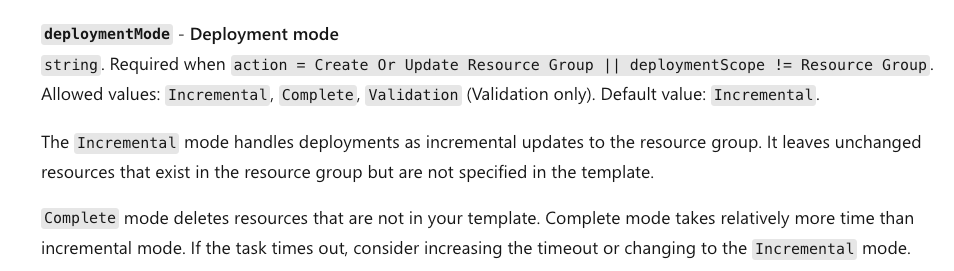 deploymentMode - Deployment mode
string. Required when action = Create Or Update Resource Group || deploymentScope != Resource Group.
Allowed values: Incremental, Complete, Validation (Validation only). Default value: Incremental.
The Incremental mode handles deployments as incremental updates to the resource group. It leaves unchanged
resources that exist in the resource group but are not specified in the template.
Complete mode deletes resources that are not in your template. Complete mode takes relatively more time than
incremental mode. If the task times out, consider increasing the timeout or changing to the Incremental mode.